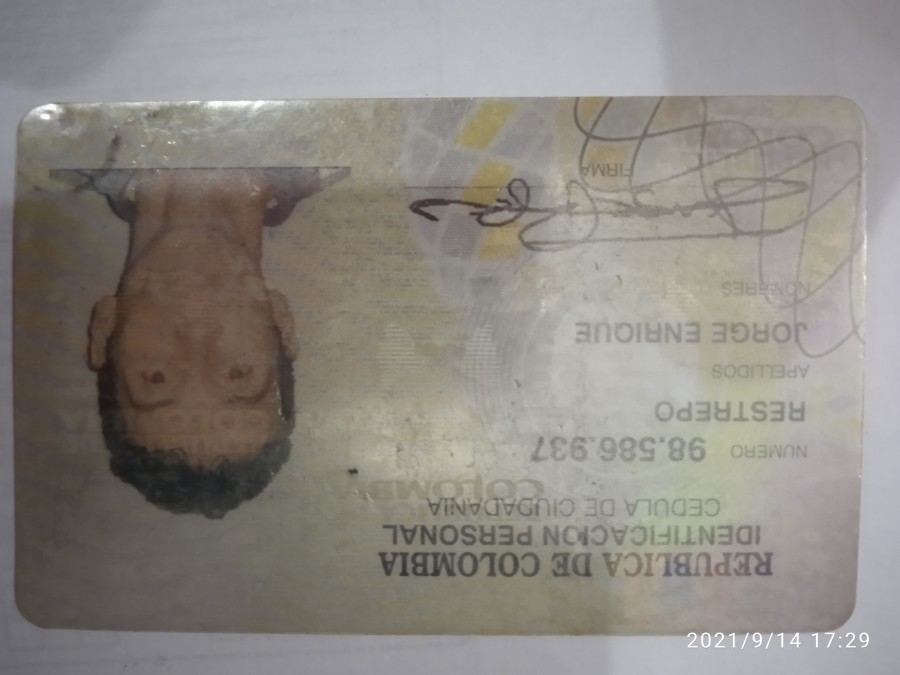 REPUBLICA DE COLOMBIA
IDENTIFICACION PERSONAL
CEDULA DE CIUDADANIA
NUMERO 98.586.937
RESTREPO
APELLIDOS
JORGE ENRIQUE
NOMBRES
FIRMA
COLOMBIA
2021/9/14 17:29